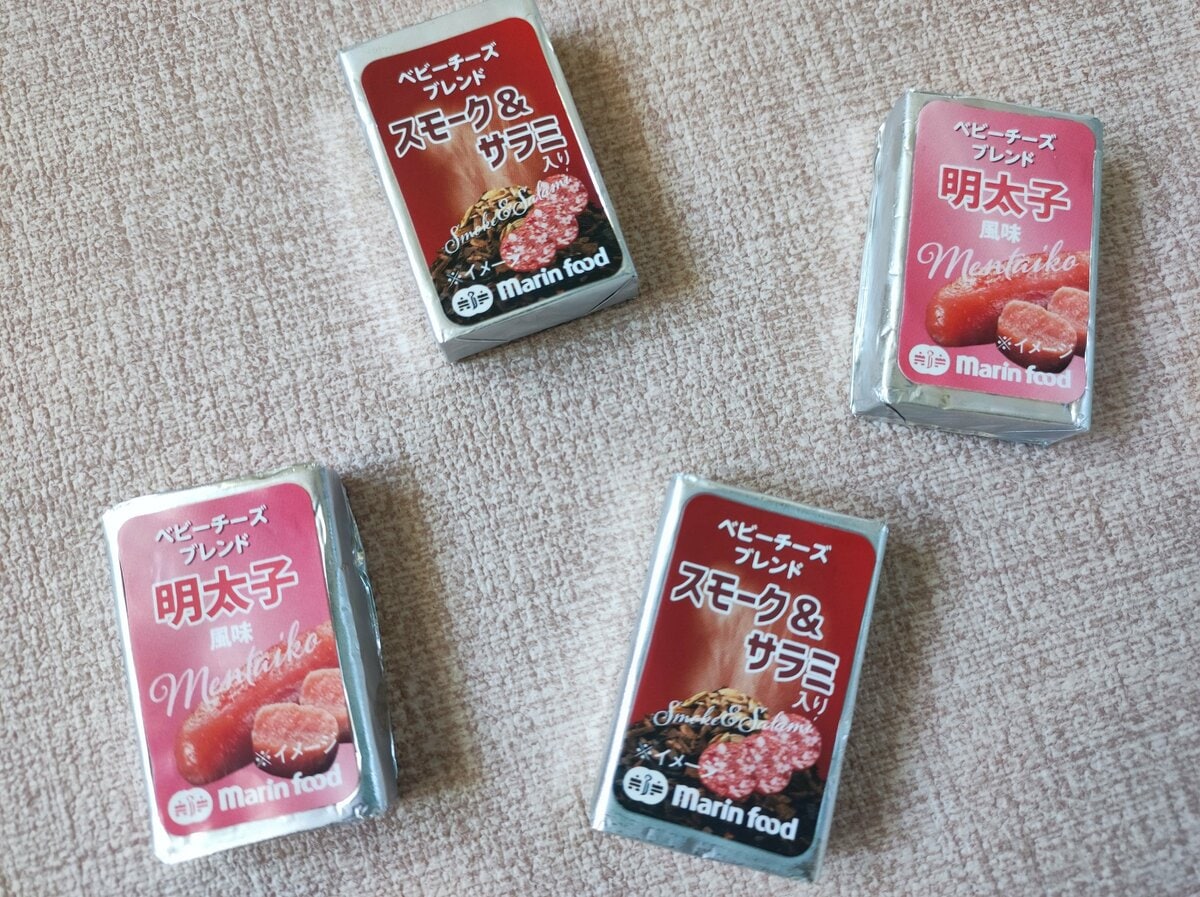 ベビーチーズ
ブレンド
スモーク&
サラミ
入り
Smoke&Salami
※イメージ
marin food
ベビーチーズ
ブレンド
明太子
風味
Mentaiko
※イメージ
marin food
ベビーチーズ
ブレンド
明太子
風味
Mentaiko
※イメージ
marin food
ベビーチーズ
ブレンド
スモーク&
サラミ
入り
Smoke&Salami
※イメージ
marin food